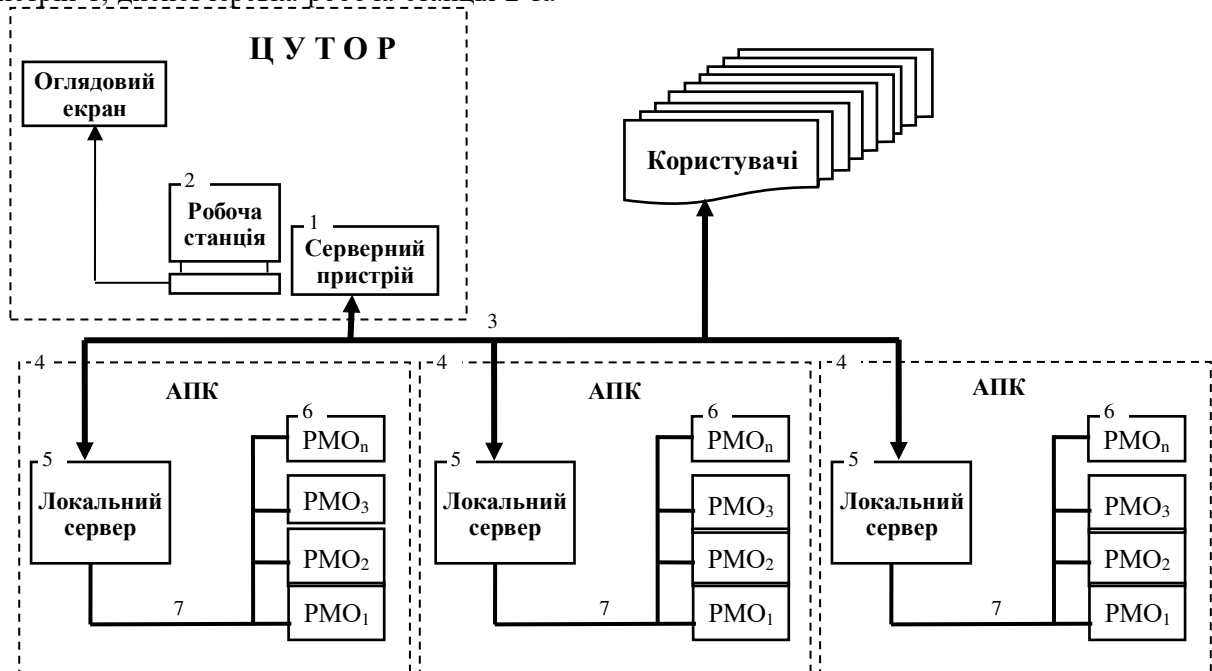 Ц У Т О Р
Оглядовий
екран
2
Робоча
станція
1
Серверний
пристрій
Користувачі
3
4
АПК
6
РМОn
5
Локальний
сервер
РМО3
РМО2
РМО1
7
4
АПК
6
РМОn
5
Локальний
сервер
РМО3
РМО2
РМО1
7
4
АПК
6
РМОn
5
Локальний
сервер
РМО3
РМО2
РМО1
7